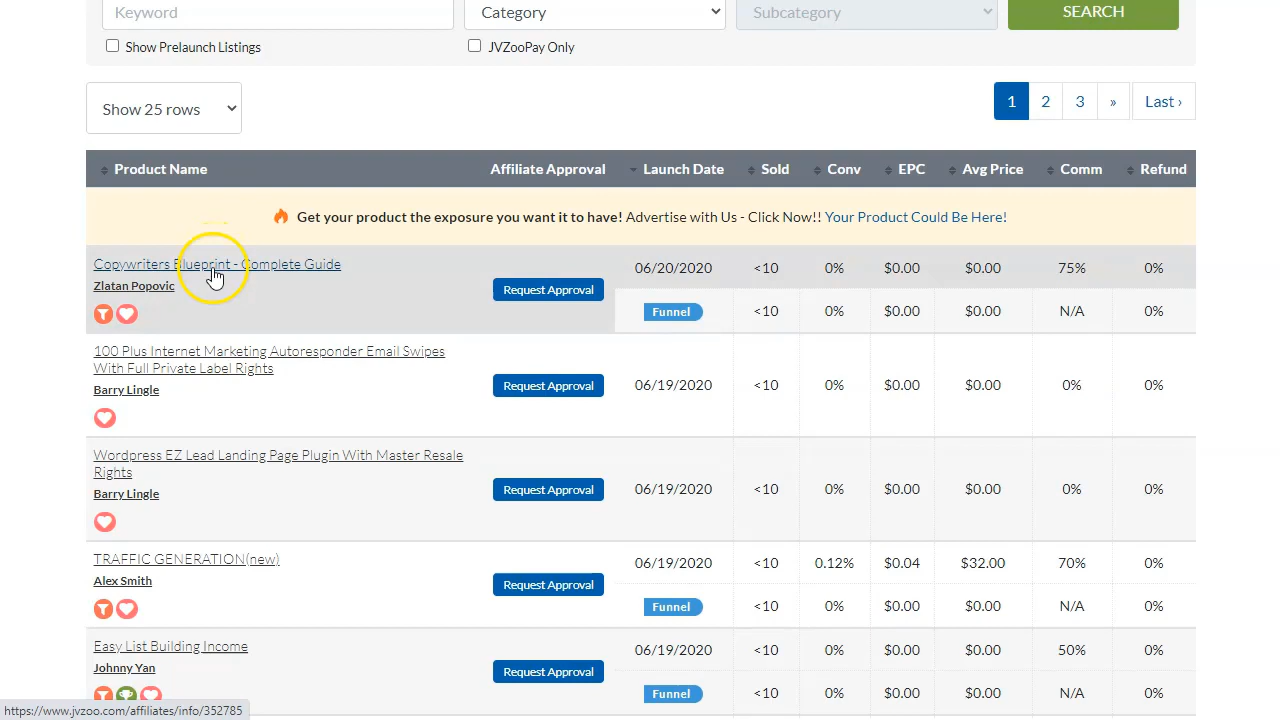 Keyword
Category
Subcategory
SEARCH
Show Prelaunch Listings
JVZooPay Only
Show 25 rows
1 2 3 » Last ›
Product Name Affiliate Approval Launch Date Sold Conv EPC Avg Price Comm Refund
Get your product the exposure you want it to have! Advertise with Us - Click Now!! Your Product Could Be Here!
Copywriters Blueprint - Complete Guide
Zlatan Popovic
Request Approval
06/20/2020 <10 0% $0.00 $0.00 75% 0%
Funnel <10 0% $0.00 $0.00 N/A 0%
100 Plus Internet Marketing Autoresponder Email Swipes
With Full Private Label Rights
Barry Lingle
Request Approval
06/19/2020 <10 0% $0.00 $0.00 0% 0%
Wordpress EZ Lead Landing Page Plugin With Master Resale
Rights
Barry Lingle
Request Approval
06/19/2020 <10 0% $0.00 $0.00 0% 0%
TRAFFIC GENERATION(new)
Alex Smith
Request Approval
06/19/2020 <10 0.12% $0.04 $32.00 70% 0%
Funnel <10 0% $0.00 $0.00 N/A 0%
Easy List Building Income
Johnny Yan
Request Approval
06/19/2020 <10 0% $0.00 $0.00 50% 0%
Funnel <10 0% $0.00 $0.00 N/A 0%
https://www.jvzoo.com/affiliates/info/352785